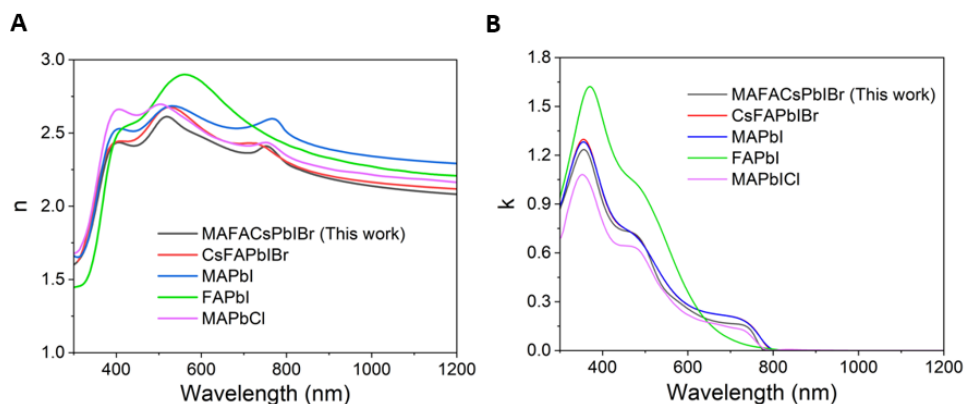 A
B
3.0
2.5
2.0
1.5
1.0
n
MAFACsPbIBr (This work)
CsFAPbIBr
MAPbI
FAPbI
MAPbCl
400
600
800
1000
1200
Wavelength (nm)
1.8
1.5
1.2
0.9
0.6
0.3
0.0
k
MAFACsPbIBr (This work)
CsFAPbIBr
MAPbI
FAPbI
MAPbICl
400
600
800
1000
1200
Wavelength (nm)